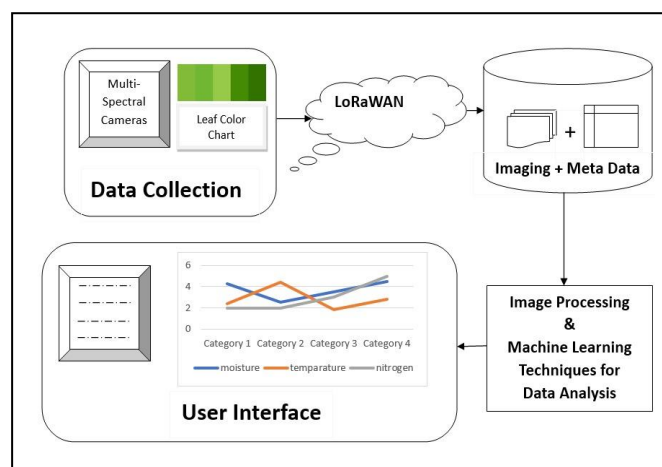 Multi-
Spectral
Cameras
Leaf Color
Chart
Data Collection
LoRaWAN
+
Imaging + Meta Data
Image Processing
&
Machine Learning
Techniques for
Data Analysis
6
4
2
0
Category 1 Category 2 Category 3 Category 4
moisture temparature nitrogen
User Interface